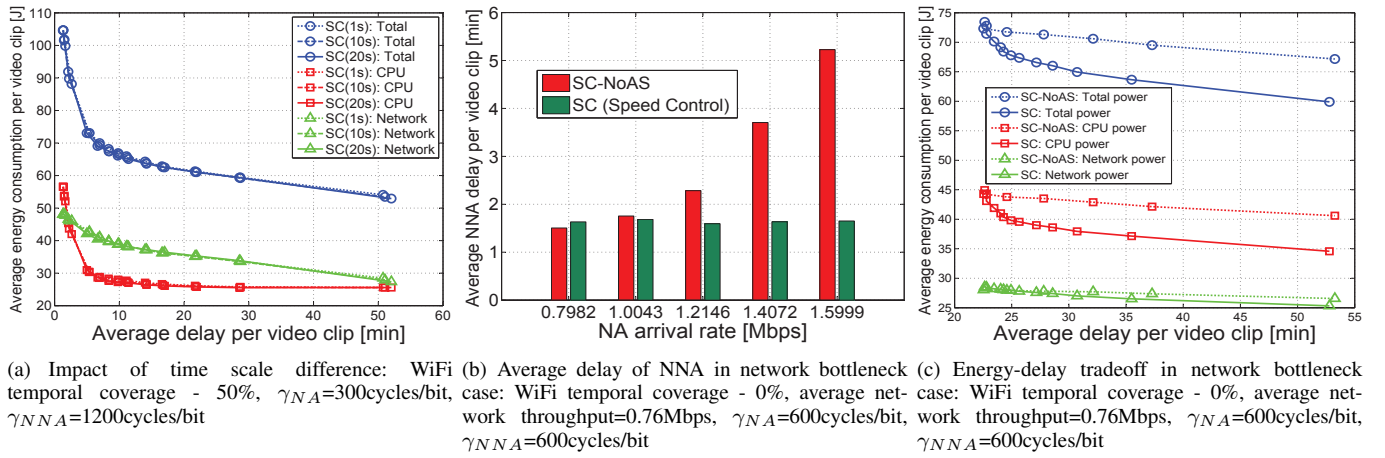 Average energy consumption per video clip [J]
110
100
90
80
70
60
50
40
30
20
0
10
20
30
40
50
60
Average delay per video clip [min]
SC(1s): Total
SC(10s): Total
SC(20s): Total
SC(1s): CPU
SC(10s): CPU
SC(20s): CPU
SC(1s): Network
SC(10s): Network
SC(20s): Network
(a) Impact of time scale difference: WiFi
temporal coverage - 50%, γNA=300cycles/bit,
γNNA=1200cycles/bit
Average NNA delay per video clip [min]
6
5
4
3
2
1
0
SC-NoAS
SC (Speed Control)
0.7982
1.0043
1.2146
1.4072
1.5999
NA arrival rate [Mbps]
(b) Average delay of NNA in network bottleneck
case: WiFi temporal coverage - 0%, average net-
work throughput=0.76Mbps, γNA=600cycles/bit,
γNNA=600cycles/bit
Average energy consumption per video clip [J]
75
70
65
60
55
50
45
40
35
30
25
20
25
30
35
40
45
50
55
Average delay per video clip [min]
SC-NoAS: Total power
SC: Total power
SC-NoAS: CPU power
SC: CPU power
SC-NoAS: Network power
SC: Network power
(c) Energy-delay tradeoff in network bottleneck
case: WiFi temporal coverage - 0%, average net-
work throughput=0.76Mbps, γNA=600cycles/bit,
γNNA=600cycles/bit